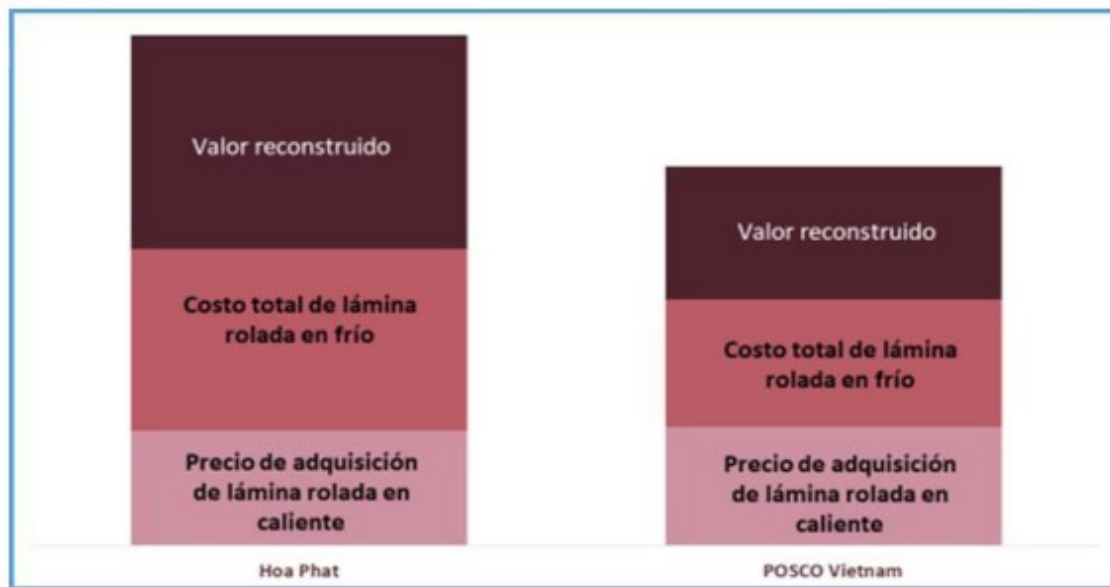 Valor reconstruido
Costo total de lámina
rolada en frío
Precio de adquisición
de lámina rolada en
caliente
Hoa Phat
Valor reconstruido
Costo total de lámina
rolada en frío
Precio de adquisición
de lámina rolada en
caliente
POSCO Vietnam